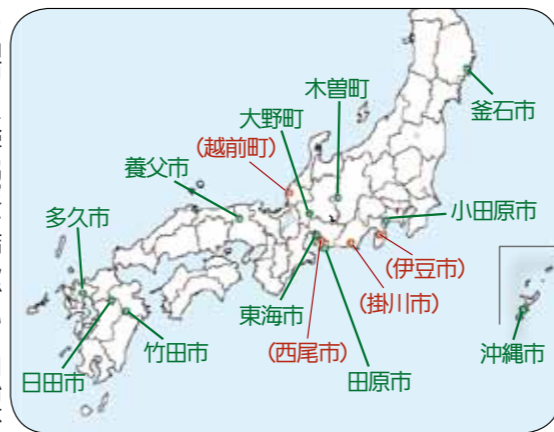 木曽町
釜石市
大野町
(越前町)
養父市
小田原市
多久市
(伊豆市)
(掛川市)
東海市
(西尾市)
竹田市
田原市
日田市
沖縄市